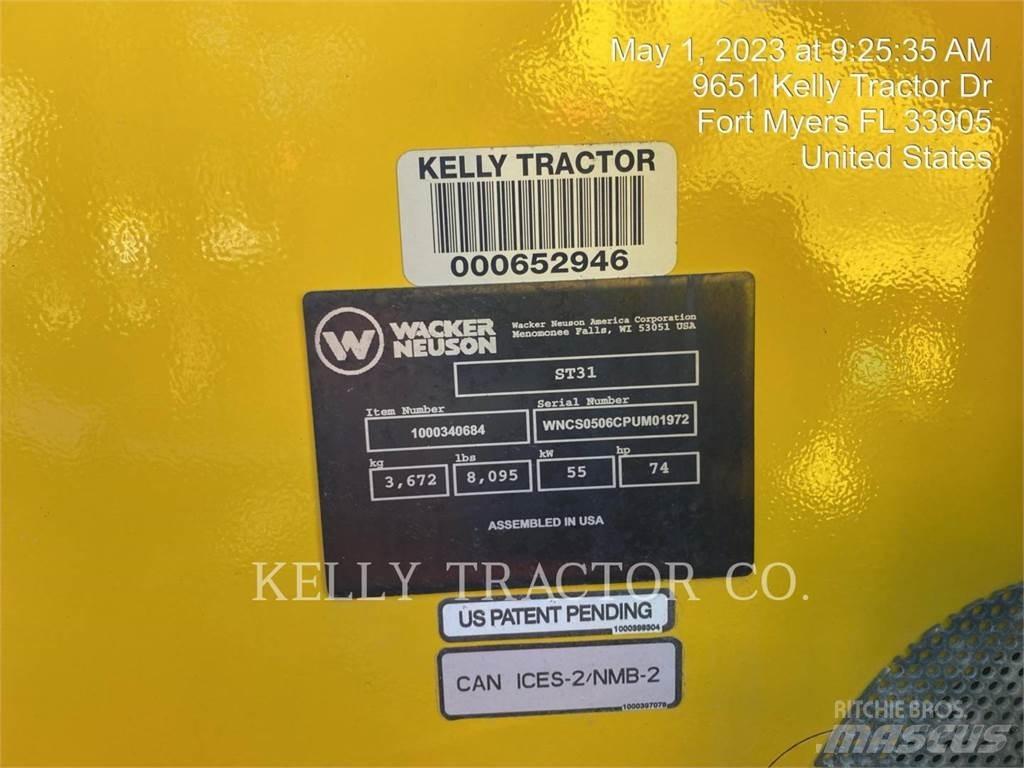 May 1, 2023 at 9:25:35 AM
9651 Kelly Tractor Dr
Fort Myers FL 33905
United States
KELLY TRACTOR
000652946
W
WACKER
NEUSON
Wacker Neuson America Corporation
Menomonee Falls, WI 53051 USA
ST31
Item Number
1000340684
Serial Number
WNCS0506CPUM01972
kg
3,672
lbs
8,095
kW
55
hp
74
ASSEMBLED IN USA
KELLY TRACTOR CO.
US PATENT PENDING
1000398304
CAN ICES-2/NMB-2
1000397076
RITCHIE BROS.
MASCUS